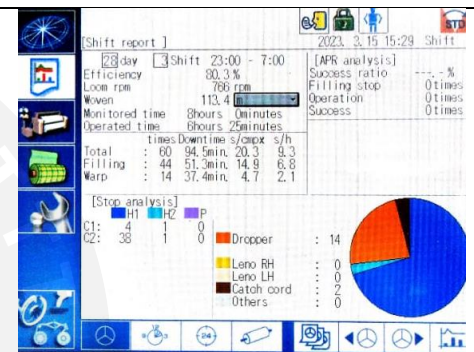 STD
[Shift report ] 2023. 3.15 15:29 Shift
28 day 3 Shift 23:00 - 7:00
Efficiency 80.3 %
Loom rpm 766 rpm
Woven 113.4 m
Monitored time 8hours 0minutes
Operated time 6hours 25minutes
[APR analysis]
Success ratio ---.- %
Filling stop 0times
Operation 0times
Success 0times
times Downtime s/cmpx s/h
Total : 60 94.5min. 20.3 9.3
Filling : 44 51.3min. 14.9 6.8
Warp : 14 37.4min. 4.7 2.1
[Stop analysis]
H1 H2 P
C1: 4 1 0
C2: 38 1 0
Dropper : 14
Leno RH : 0
Leno LH : 0
Catch cord : 2
Others : 0
24